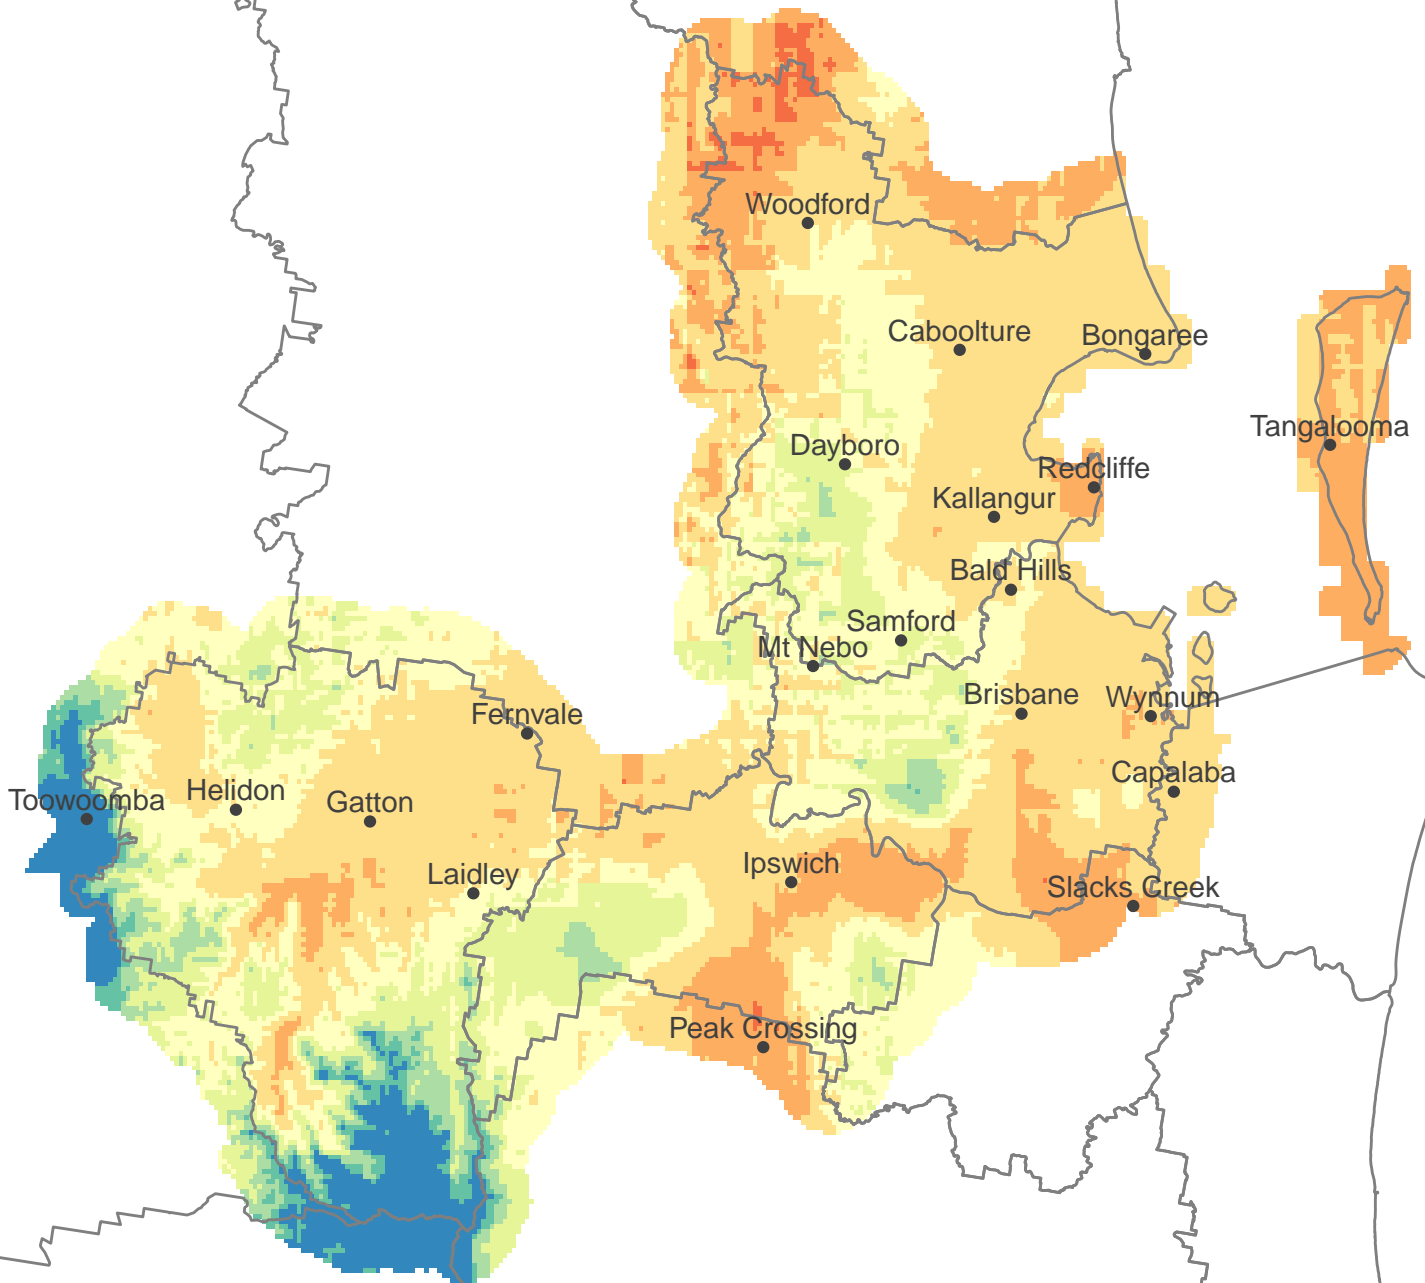 Woodford
Caboolture
Bongaree
Tangalooma
Dayboro
Redcliffe
Kallangur
Bald Hills
Samford
Mt Nebo
Brisbane
Wynnum
Fernvale
Capalaba
Toowoomba
Helidon
Gatton
Ipswich
Laidley
Slacks Creek
Peak Crossing